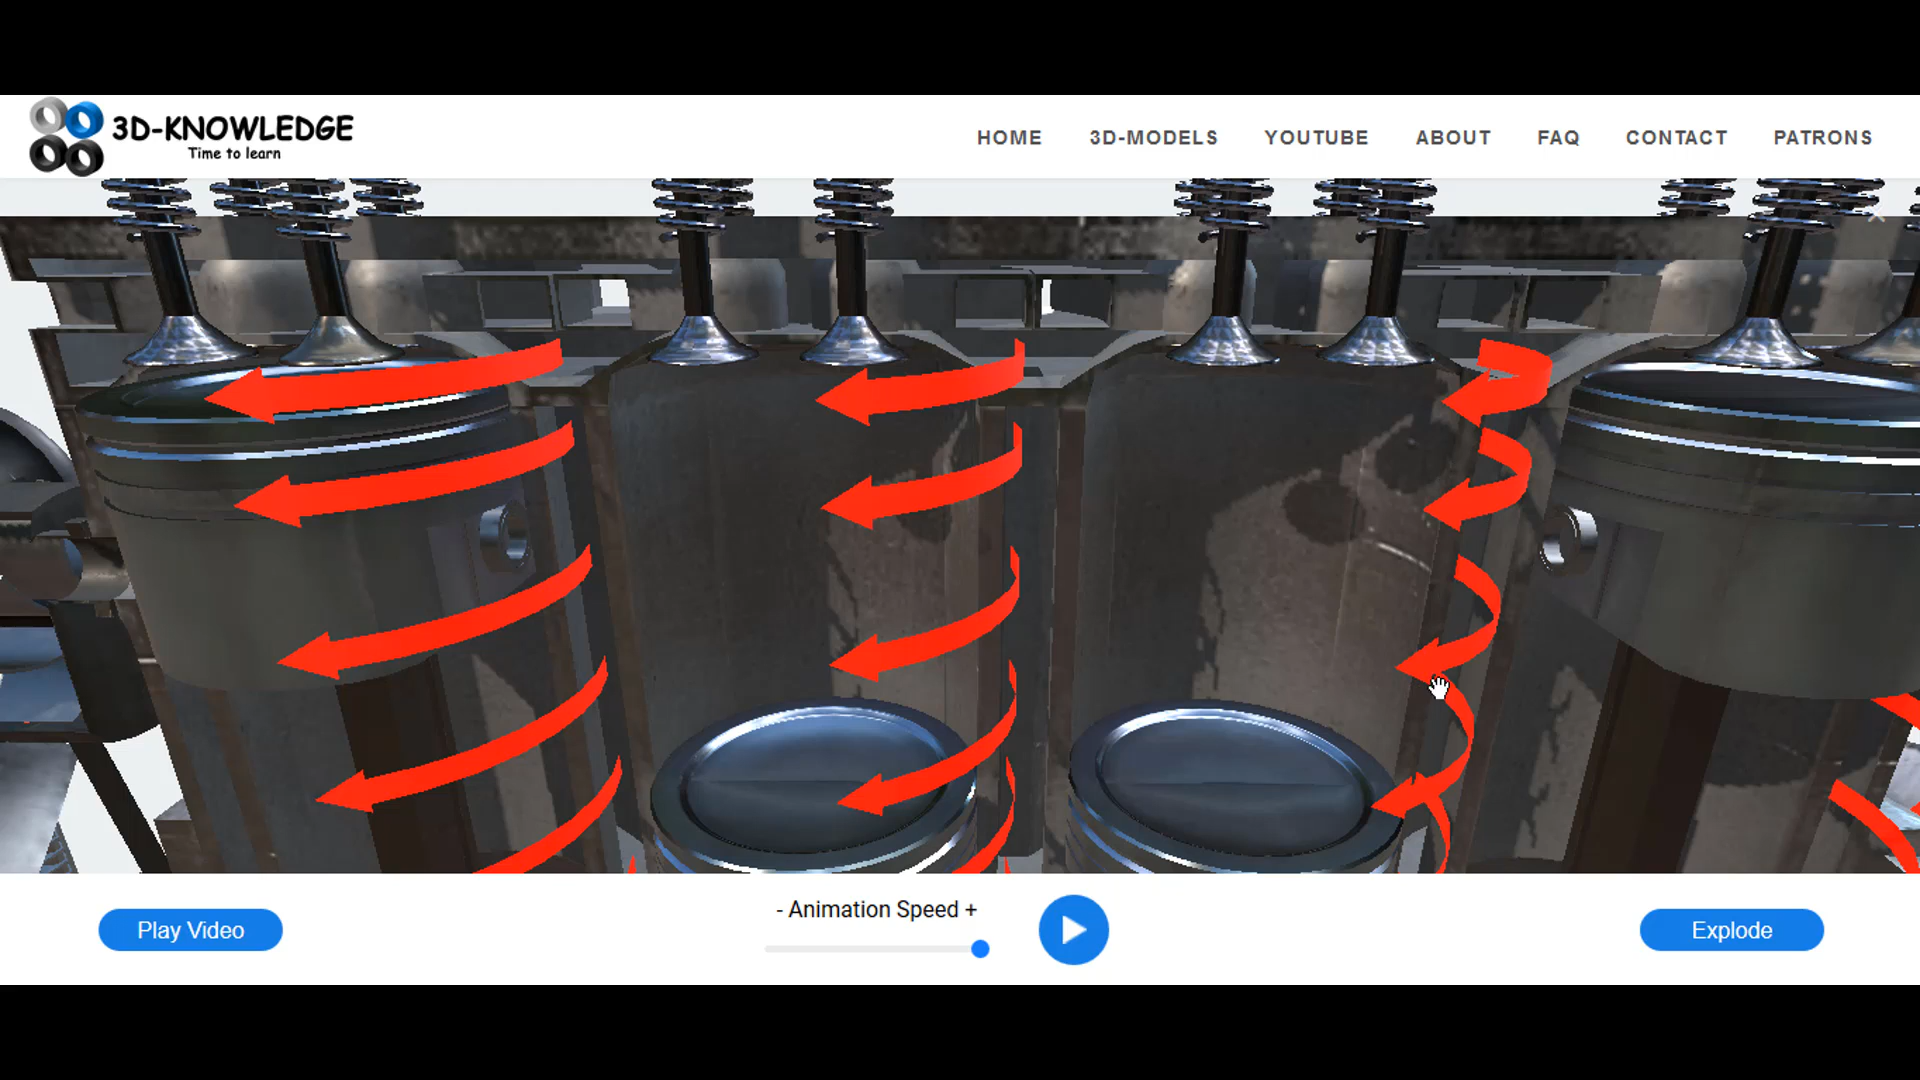 3D-KNOWLEDGE
Time to learn
HOME 3D-MODELS YOUTUBE ABOUT FAQ CONTACT PATRONS
- Animation Speed +
Play Video
Explode